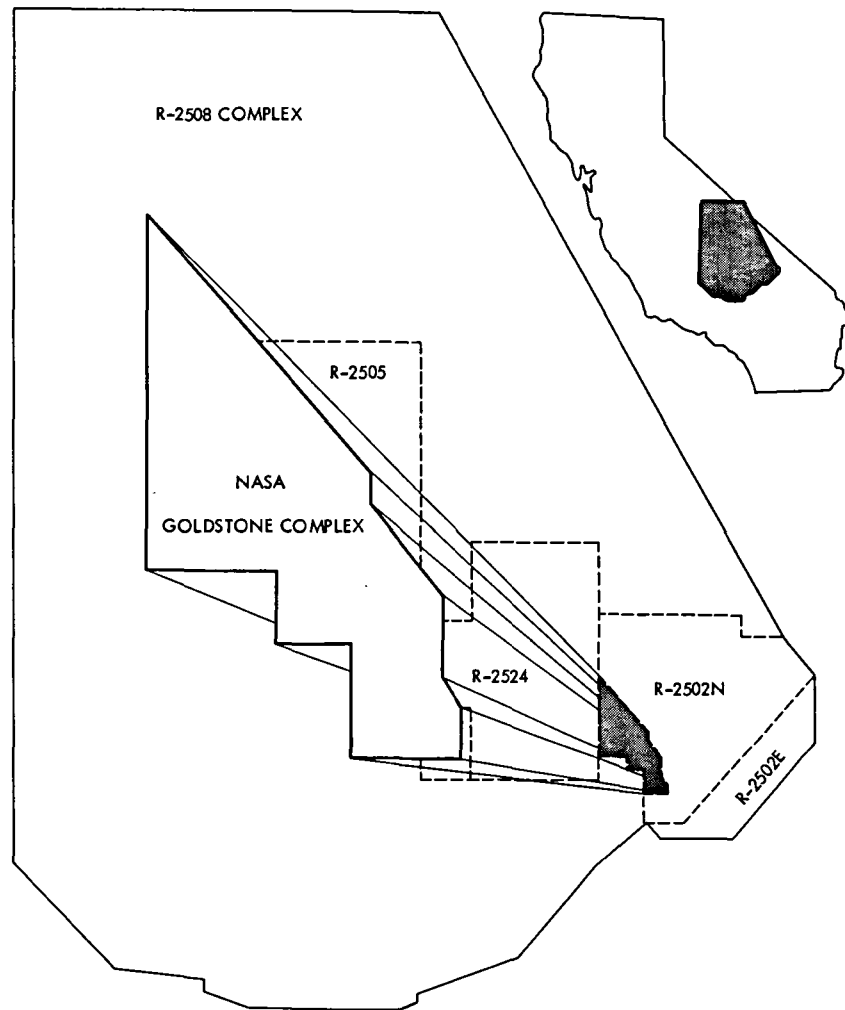 R-2508 COMPLEX
R-2505
NASA
GOLDSTONE COMPLEX
R-2524
R-2502N
R-2502E